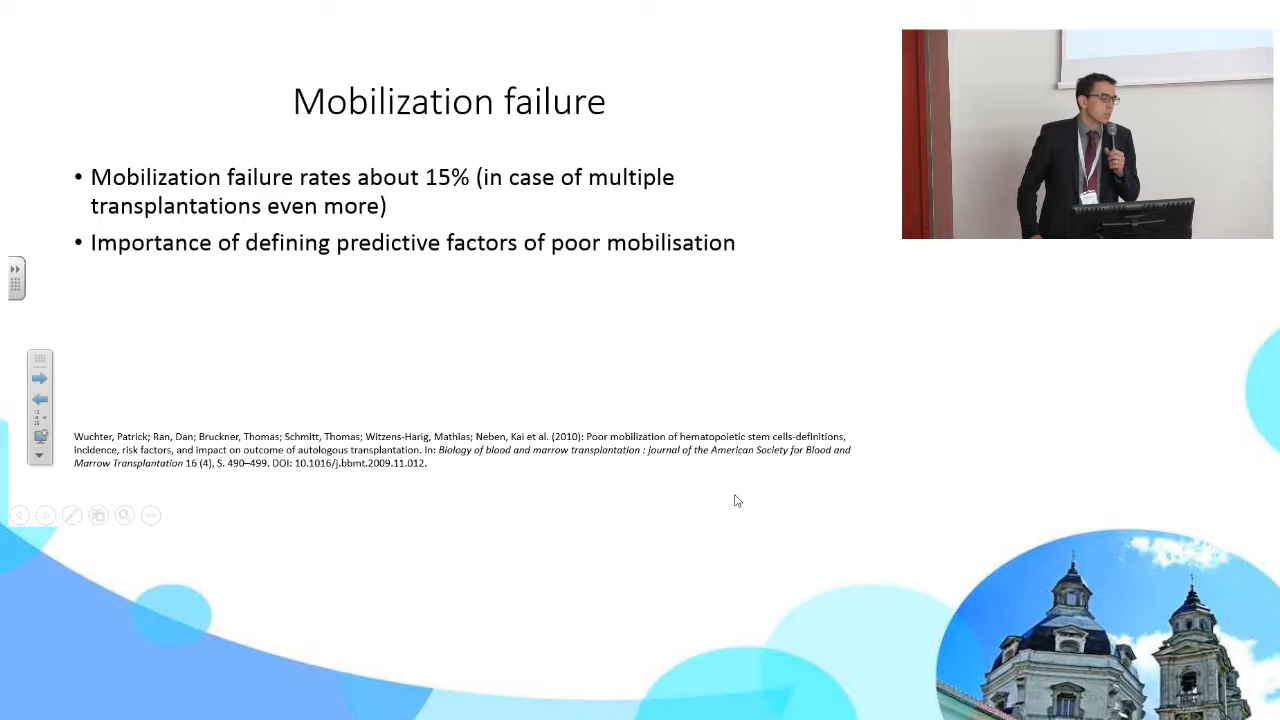 Mobilization failure
• Mobilization failure rates about 15% (in case of multiple
transplantations even more)
• Importance of defining predictive factors of poor mobilisation
Wuchter, Patrick; Ran, Dan; Bruckner, Thomas; Schmitt, Thomas; Witzens-Harig, Mathias; Neben, Kai et al. (2010): Poor mobilization of hematopoietic stem cells-definitions,
incidence, risk factors, and impact on outcome of autologous transplantation. In: Biology of blood and marrow transplantation : journal of the American Society for Blood and
Marrow Transplantation 16 (4), S. 490–499. DOI: 10.1016/j.bbmt.2009.11.012.